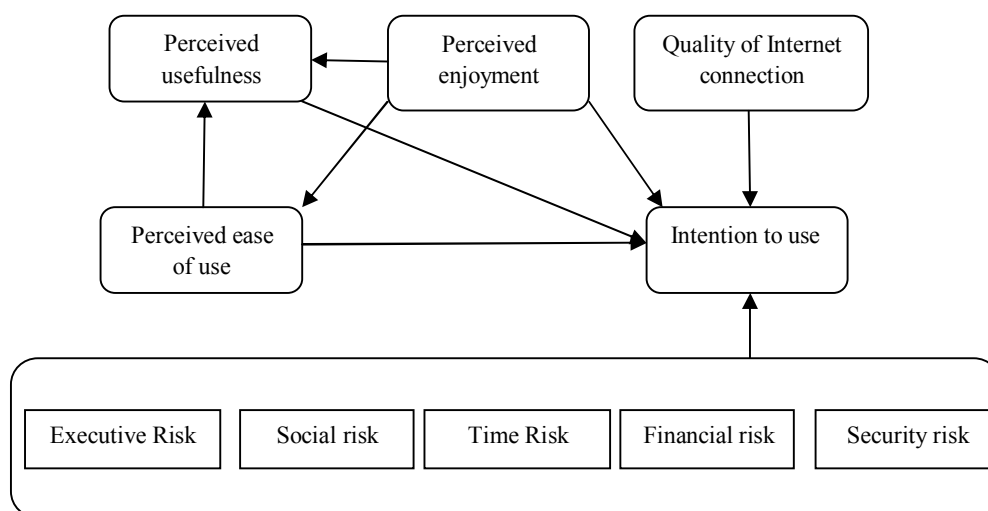 Perceived
usefulness
Perceived
enjoyment
Quality of Internet
connection
Perceived ease
of use
Intention to use
Executive Risk
Social risk
Time Risk
Financial risk
Security risk